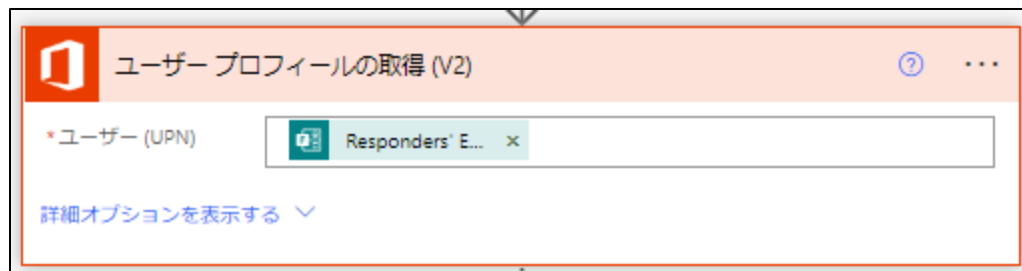 ユーザー プロフィールの取得 (V2)
*ユーザー (UPN) Responders' E... ×
詳細オプションを表示する